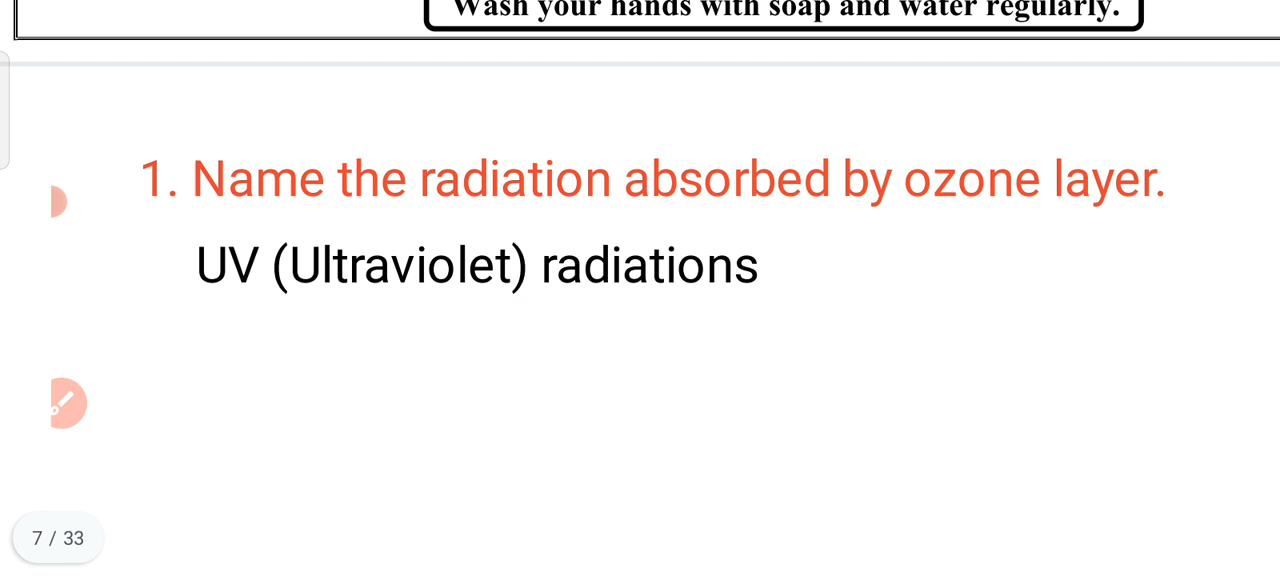 Wash your hands with soap and water regularly.
1. Name the radiation absorbed by ozone layer.
UV (Ultraviolet) radiations
7 / 33